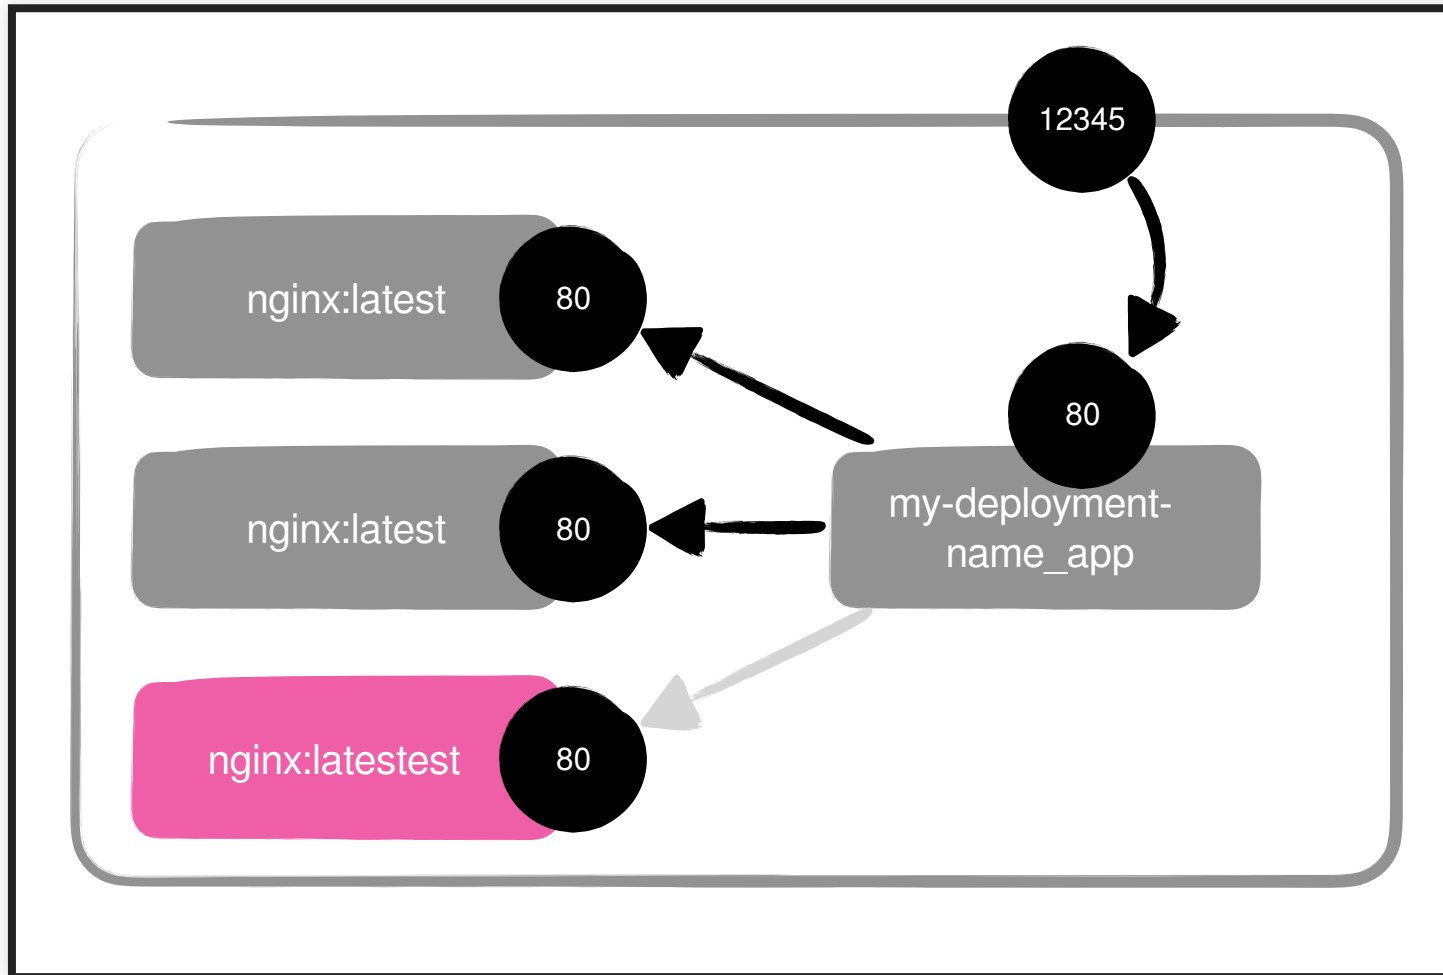 12345
nginx:latest
80
80
nginx:latest
80
my-deployment-
name_app
nginx:latestest
80